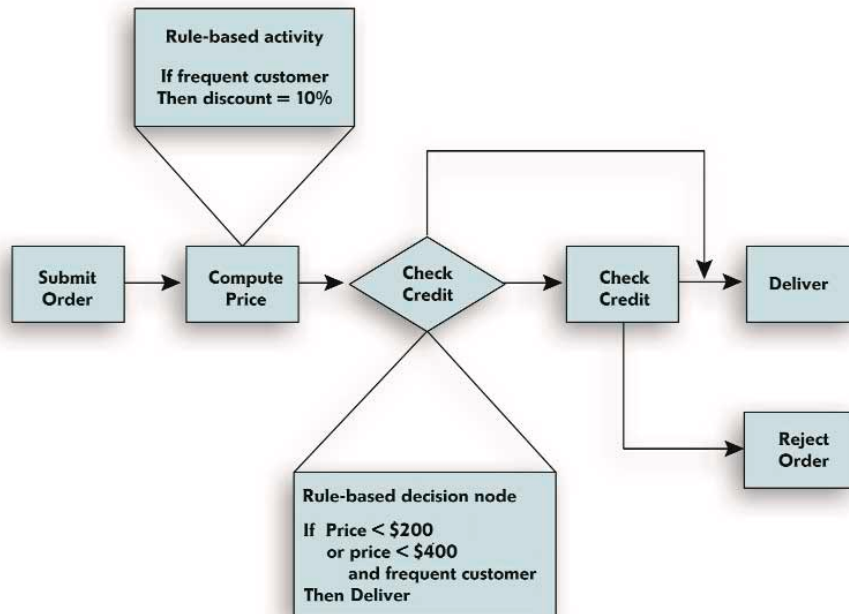 Rule-based activity
If frequent customer
Then discount = 10%
Submit
Order
Compute
Price
Check
Credit
Check
Credit
Deliver
Reject
Order
Rule-based decision node
If Price < $200
or price < $400
and frequent customer
Then Deliver